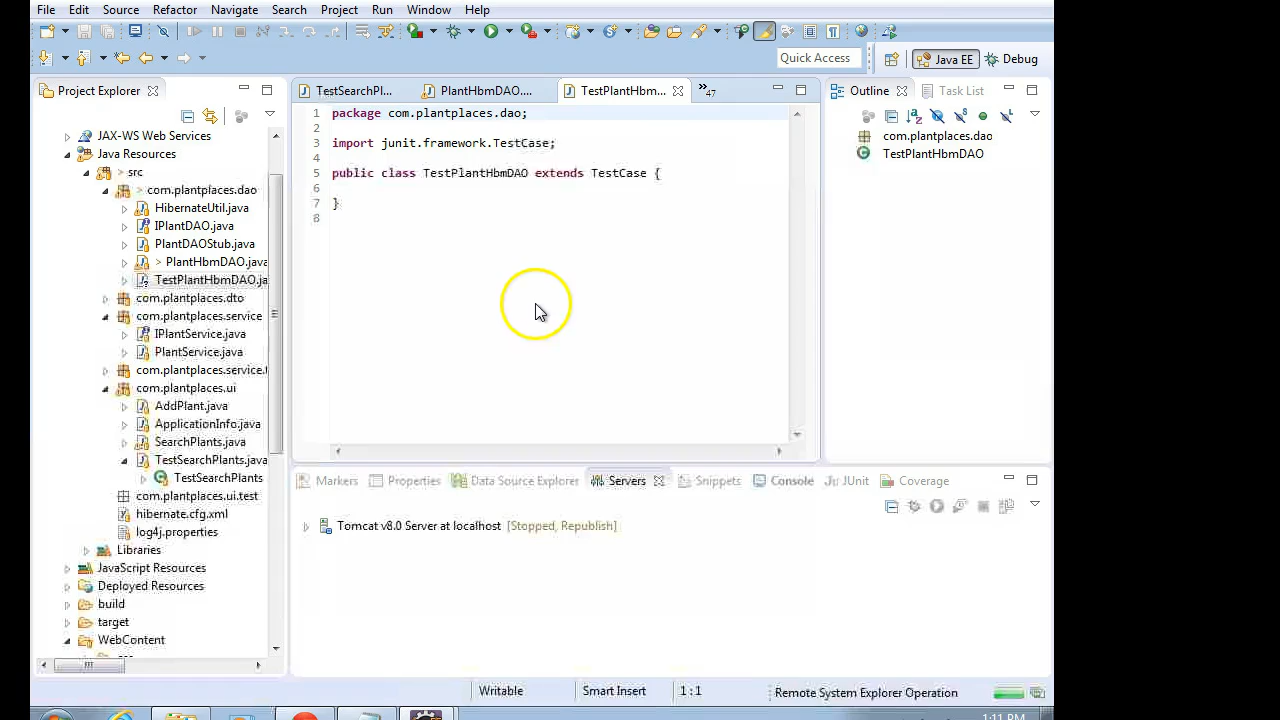 File Edit Source Refactor Navigate Search Project Run Window Help
Quick Access Java EE Debug
Project Explorer
JAX-WS Web Services
Java Resources
src
> com.plantplaces.dao
HibernateUtil.java
IPlantDAO.java
PlantDAOStub.java
> PlantHbmDAO.java
TestPlantHbmDAO.ja
com.plantplaces.dto
com.plantplaces.service
IPlantService.java
PlantService.java
com.plantplaces.service.t
com.plantplaces.ui
AddPlant.java
ApplicationInfo.java
SearchPlants.java
TestSearchPlants.java
TestSearchPlants
com.plantplaces.ui.test
hibernate.cfg.xml
log4j.properties
Libraries
JavaScript Resources
Deployed Resources
build
target
WebContent
TestSearchPl... PlantHbmDAO.... TestPlantHbm... »47
1 package com.plantplaces.dao;
2
3 import junit.framework.TestCase;
4
5 public class TestPlantHbmDAO extends TestCase {
6
7 }
8
Outline Task List
com.plantplaces.dao
TestPlantHbmDAO
Markers Properties Data Source Explorer Servers Snippets Console JUnit Coverage
Tomcat v8.0 Server at localhost [Stopped, Republish]
Writable Smart Insert 1:1 Remote System Explorer Operation
1:11 PM